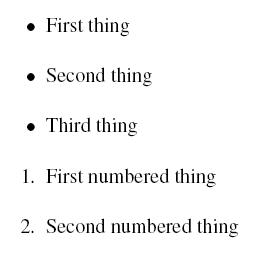 • First thing
• Second thing
• Third thing
1. First numbered thing
2. Second numbered thing